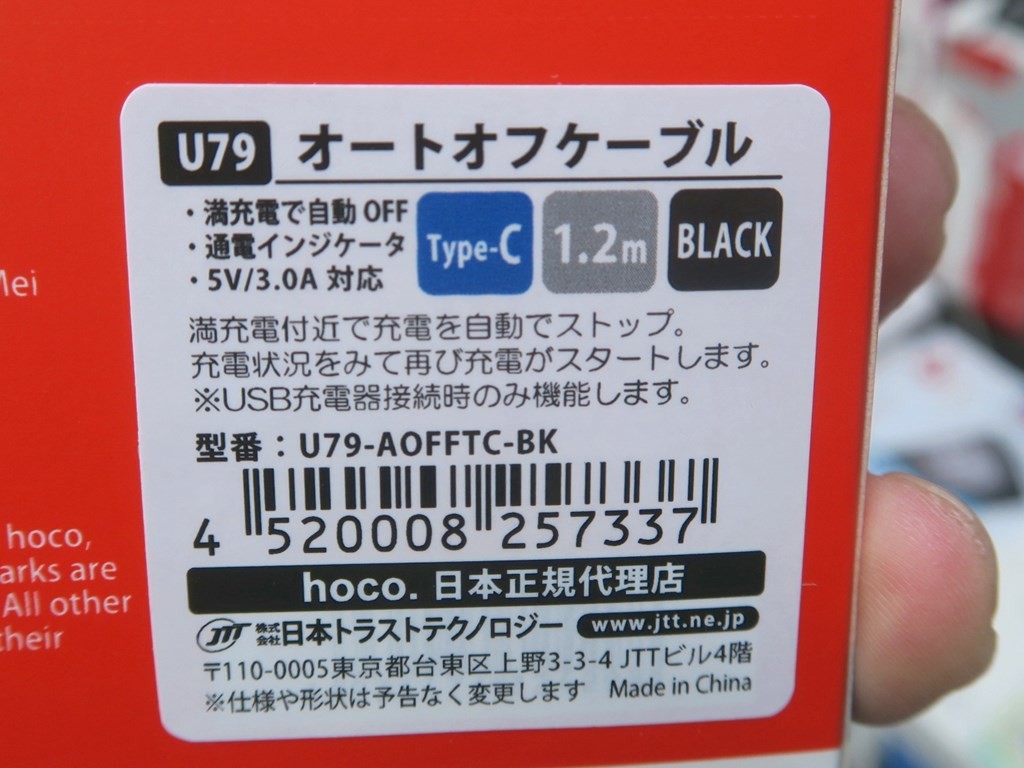 U79 オートオフケーブル
・満充電で自動OFF
・通電インジケータ
・5V/3.0A 対応
Type-C 1.2m BLACK
満充電付近で充電を自動でストップ。
充電状況をみて再び充電がスタートします。
※USB充電器接続時のみ機能します。
型番：U79-AOFFTC-BK
4 520008 257337
hoco. 日本正規代理店
JTT 株式会社 日本トラストテクノロジー www.jtt.ne.jp
〒110-0005東京都台東区上野3-3-4 JTTビル4階
※仕様や形状は予告なく変更します Made in China
hoco,
are
All other
their